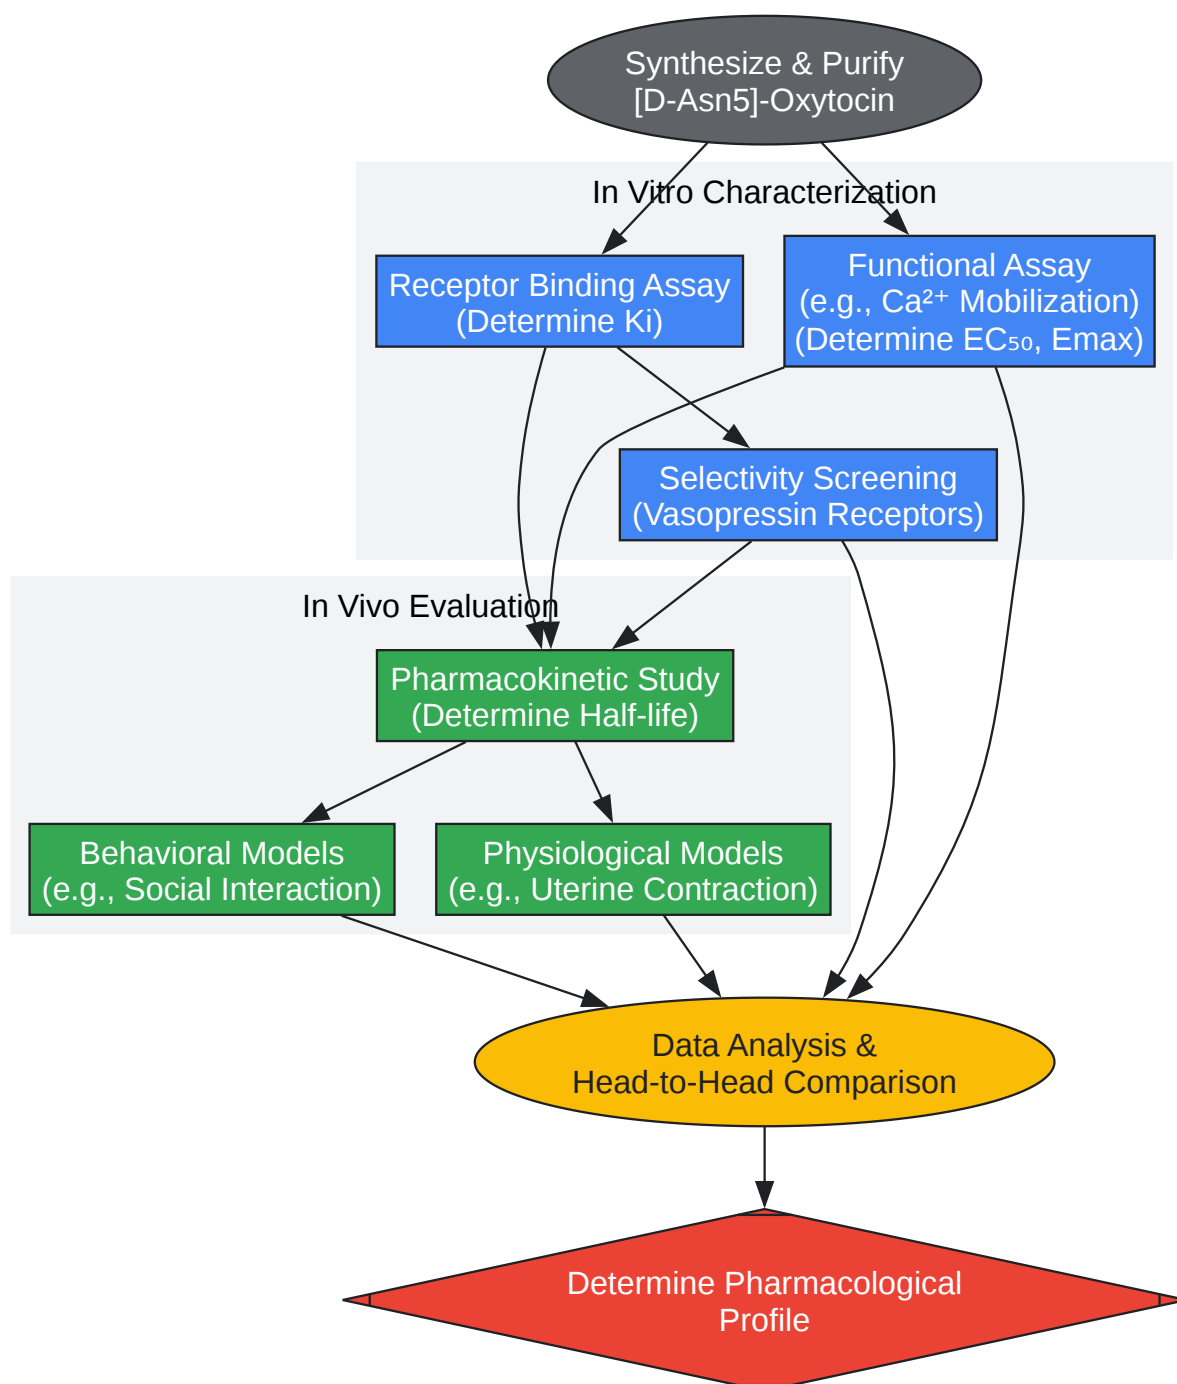 Synthesize & Purify
[D-Asn5]-Oxytocin
In Vitro Characterization
Receptor Binding Assay
(Determine Ki)
Functional Assay
(e.g., Ca²⁺ Mobilization)
(Determine EC₅₀, Emax)
Selectivity Screening
(Vasopressin Receptors)
In Vivo Evaluation
Pharmacokinetic Study
(Determine Half-life)
Behavioral Models
(e.g., Social Interaction)
Physiological Models
(e.g., Uterine Contraction)
Data Analysis &
Head-to-Head Comparison
Determine Pharmacological
Profile